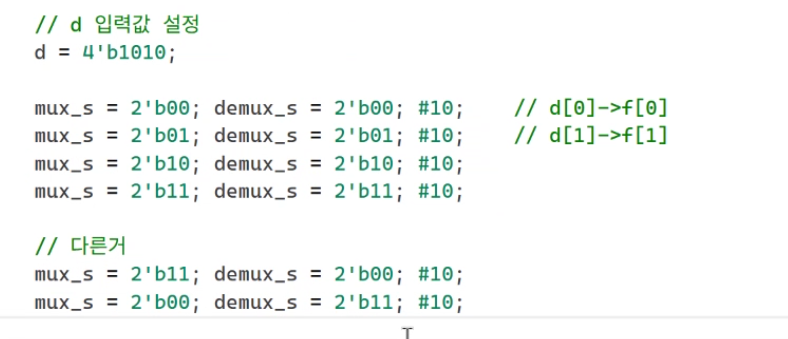 // d 입력값 설정
d = 4'b1010;
mux_s = 2'b00; demux_s = 2'b00; #10;    // d[0]->f[0]
mux_s = 2'b01; demux_s = 2'b01; #10;    // d[1]->f[1]
mux_s = 2'b10; demux_s = 2'b10; #10;
mux_s = 2'b11; demux_s = 2'b11; #10;
// 다른거
mux_s = 2'b11; demux_s = 2'b00; #10;
mux_s = 2'b00; demux_s = 2'b11; #10;